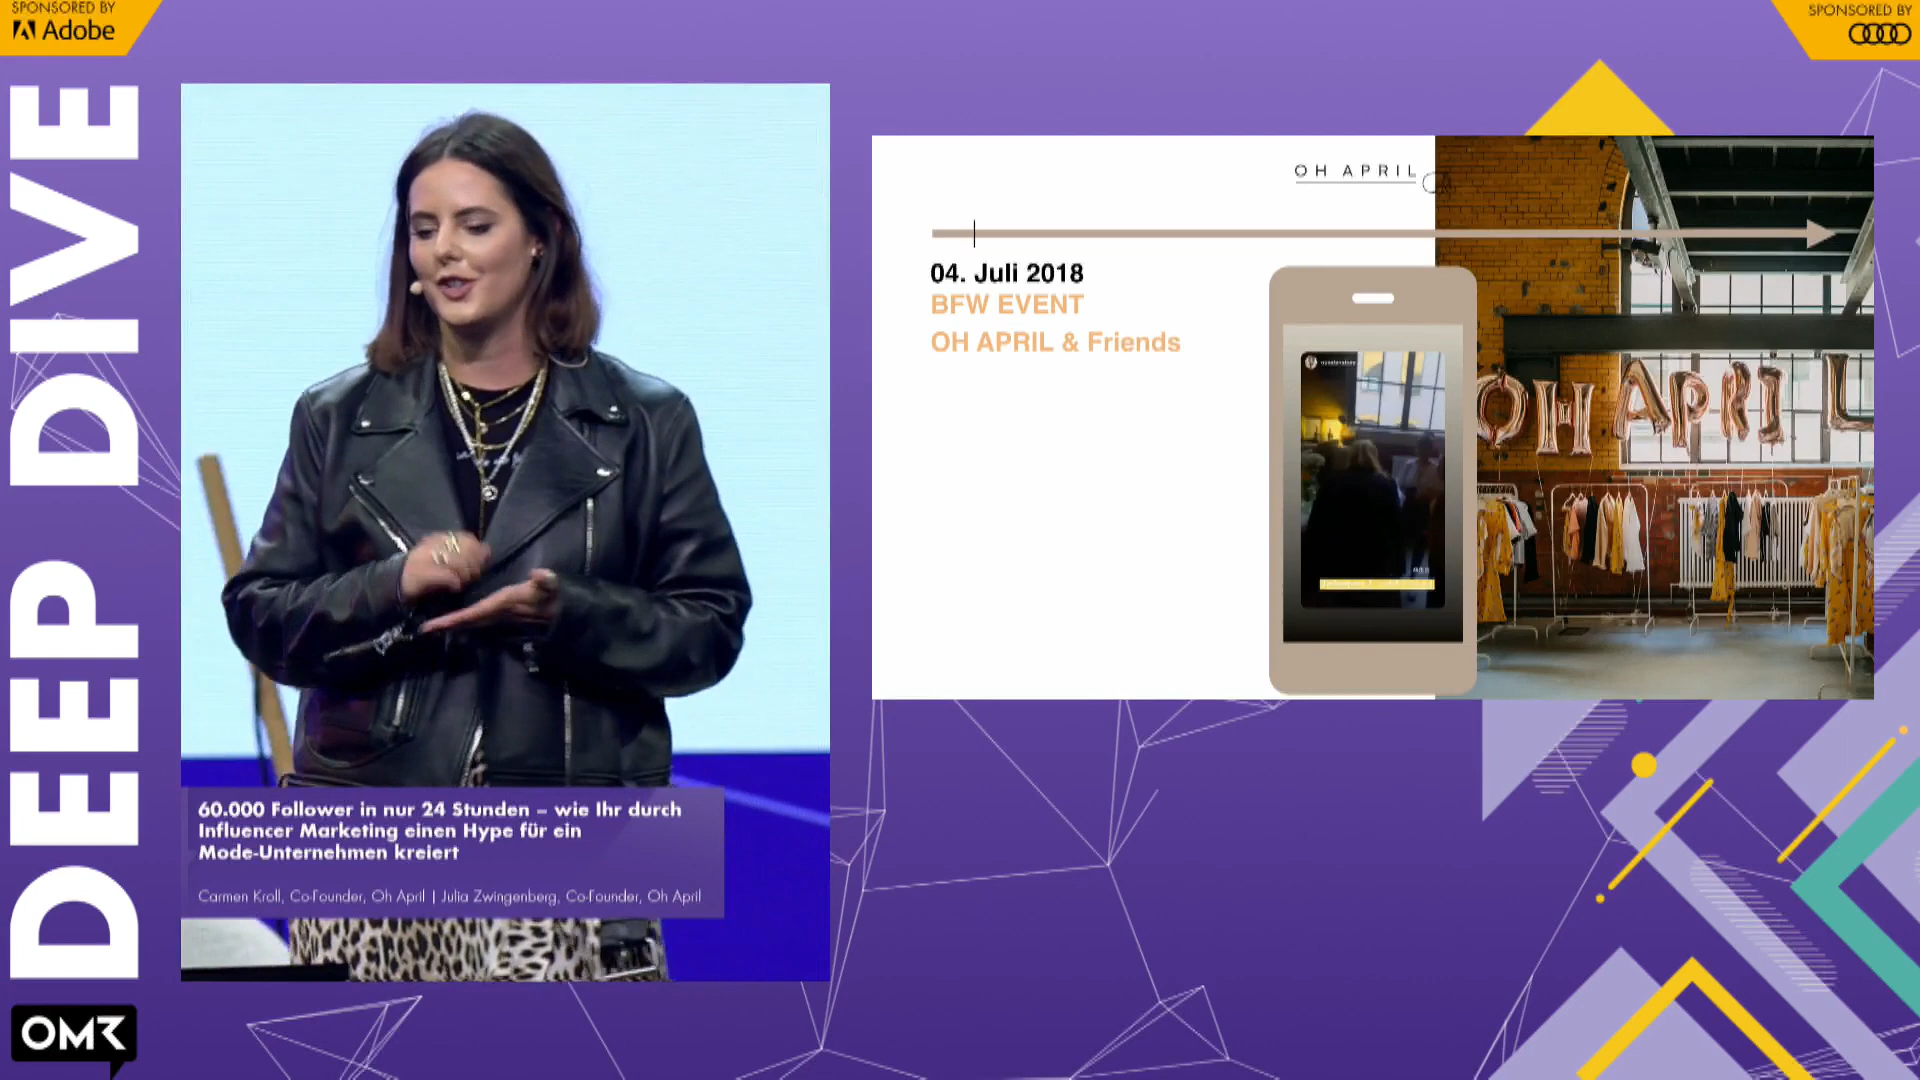 SPONSORED BY
Adobe
SPONSORED BY
DEEP DIVE
OH APRIL
04. Juli 2018
BFW EVENT
OH APRIL & Friends
OH APRIL
60.000 Follower in nur 24 Stunden – wie Ihr durch
Influencer Marketing einen Hype für ein
Mode-Unternehmen kreiert
Carmen Kroll, Co-Founder, Oh April | Julia Zwingenberg, Co-Founder, Oh April
OMR